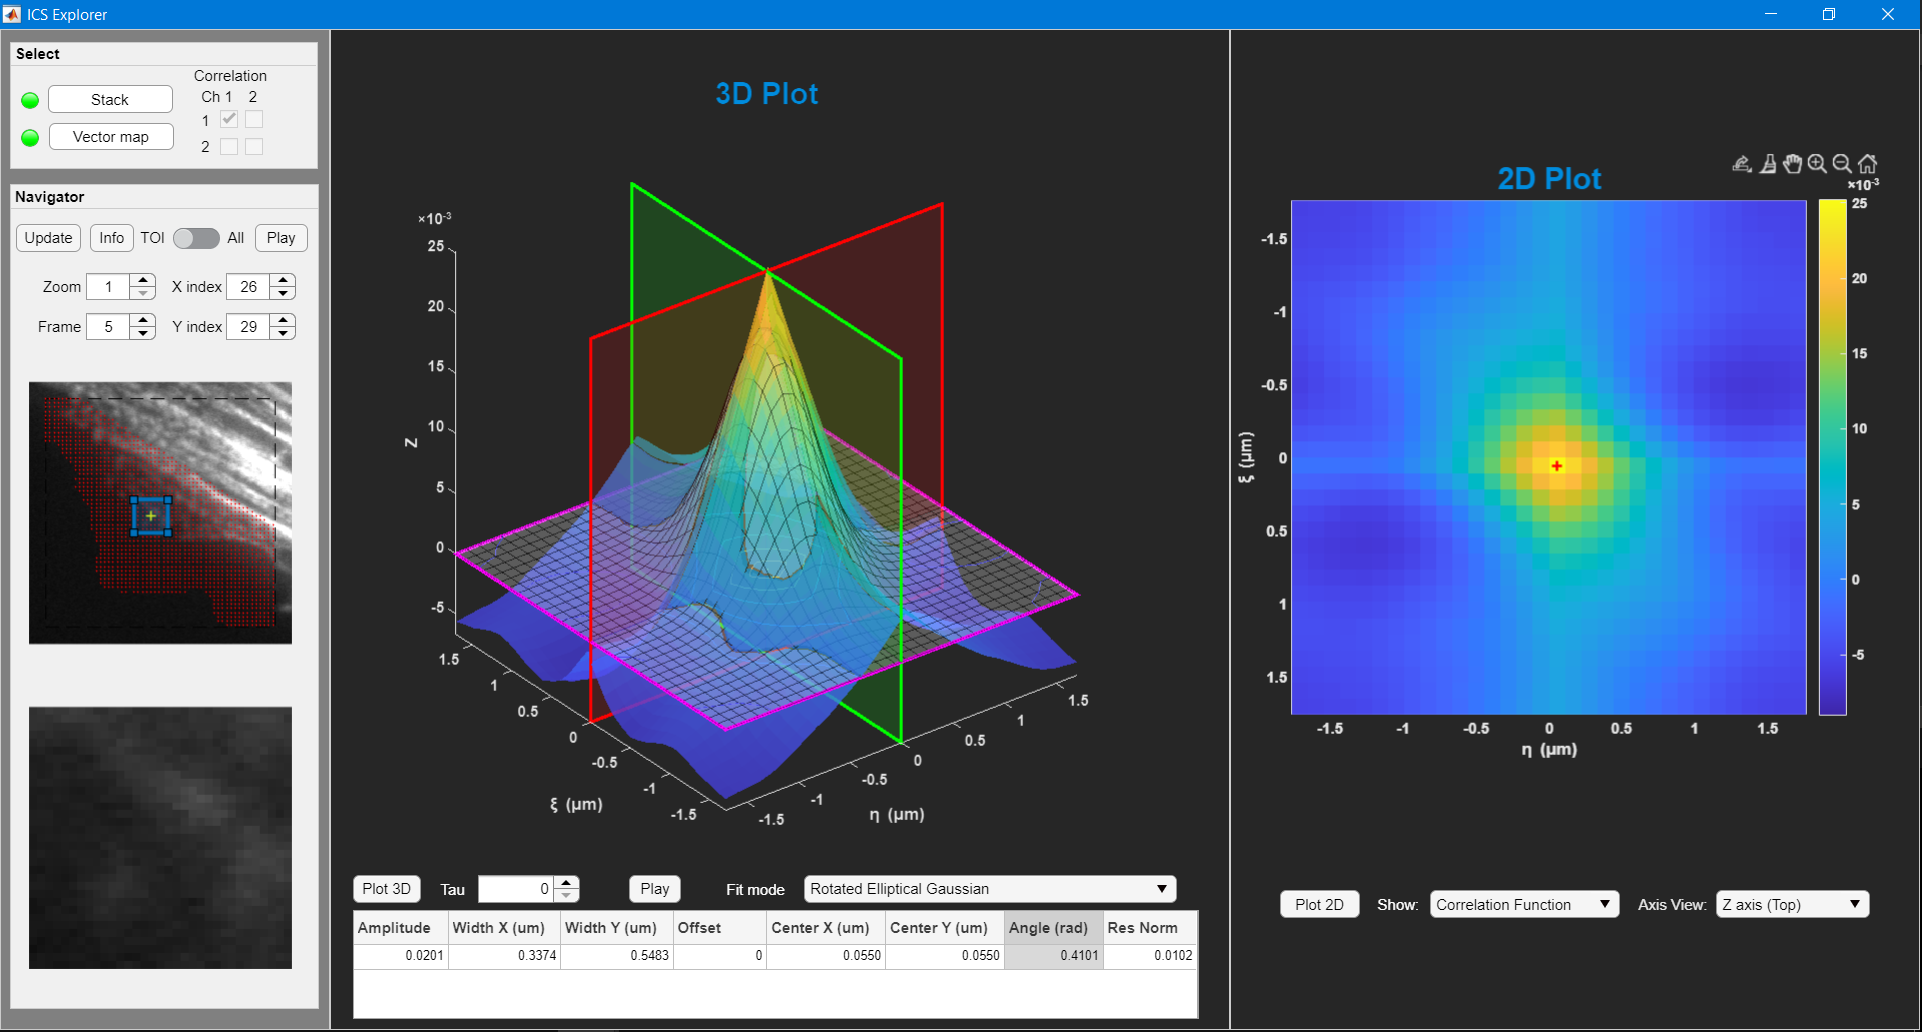 ICS Explorer
Select
Correlation
Stack
Ch 1 2
1
Vector map
2
Navigator
Update Info TOI All Play
Zoom 1 X index 26
Frame 5 Y index 29
3D Plot
×10-3
25
20
15
10
5
0
-5
Z
1.5
1
0.5
0
-0.5
-1
-1.5
ξ (μm)
-1.5
-1
-0.5
0
0.5
1
1.5
η (μm)
Plot 3D Tau 0 Play Fit mode Rotated Elliptical Gaussian
Amplitude Width X (um) Width Y (um) Offset Center X (um) Center Y (um) Angle (rad) Res Norm
0.0201 0.3374 0.5483 0 0.0550 0.0550 0.4101 0.0102
2D Plot
×10-3
25
20
15
10
5
0
-5
-1.5
-1
-0.5
0
0.5
1
1.5
ξ (μm)
-1.5 -1 -0.5 0 0.5 1 1.5
η (μm)
Plot 2D Show: Correlation Function Axis View: Z axis (Top)